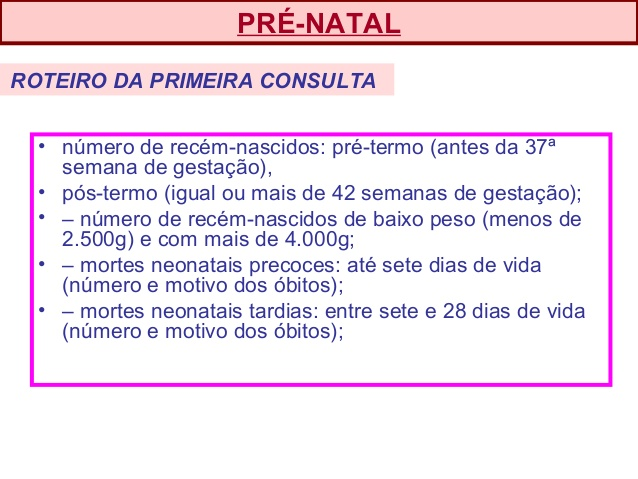 PRÉ-NATAL
ROTEIRO DA PRIMEIRA CONSULTA
• número de recém-nascidos: pré-termo (antes da 37ª
semana de gestação),
• pós-termo (igual ou mais de 42 semanas de gestação);
• – número de recém-nascidos de baixo peso (menos de
2.500g) e com mais de 4.000g;
• – mortes neonatais precoces: até sete dias de vida
(número e motivo dos óbitos);
• – mortes neonatais tardias: entre sete e 28 dias de vida
(número e motivo dos óbitos);